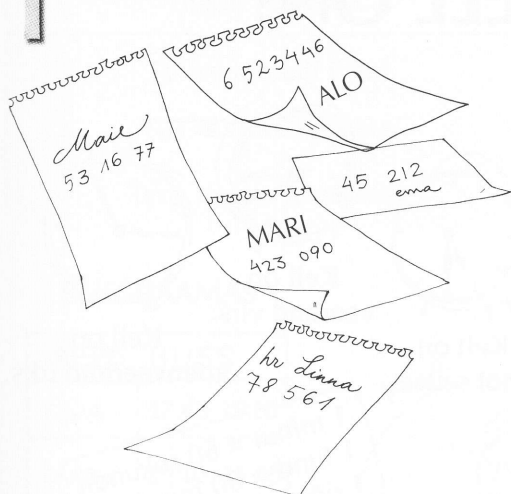 Maie
53 16 77
6 523446
ALO
45 212
ema
MARI
423 090
hr Linna
78 561